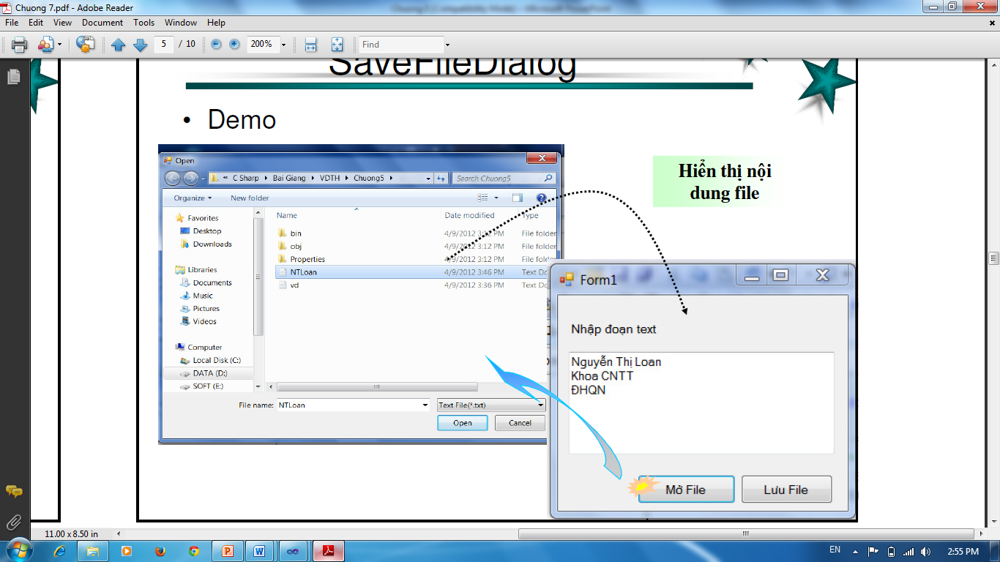 Chuong 7.pdf - Adobe Reader
File Edit View Document Tools Window Help
5 / 10 200% Find
SaveFileDialog
• Demo
Open
« C Sharp Bai Giang VDTH Chuong5 Search Chuong5
Organize New folder
Favorites
Desktop
Downloads
Libraries
Documents
Music
Pictures
Videos
Computer
Local Disk (C:)
DATA (D:)
SOFT (E:)
Name Date modified Type
bin 4/9/2012 3:12 PM File folder
obj 4/9/2012 3:12 PM File folder
Properties 4/9/2012 3:12 PM File folder
NTLoan 4/9/2012 3:46 PM Text Do
vd 4/9/2012 3:36 PM Text Do
File name: NTLoan Text File(*.txt)
Open Cancel
Hiển thị nội
dung file
Form1
Nhập đoạn text
Nguyễn Thị Loan
Khoa CNTT
ĐHQN
Mở File Lưu File
11.00 x 8.50 in
EN 2:55 PM